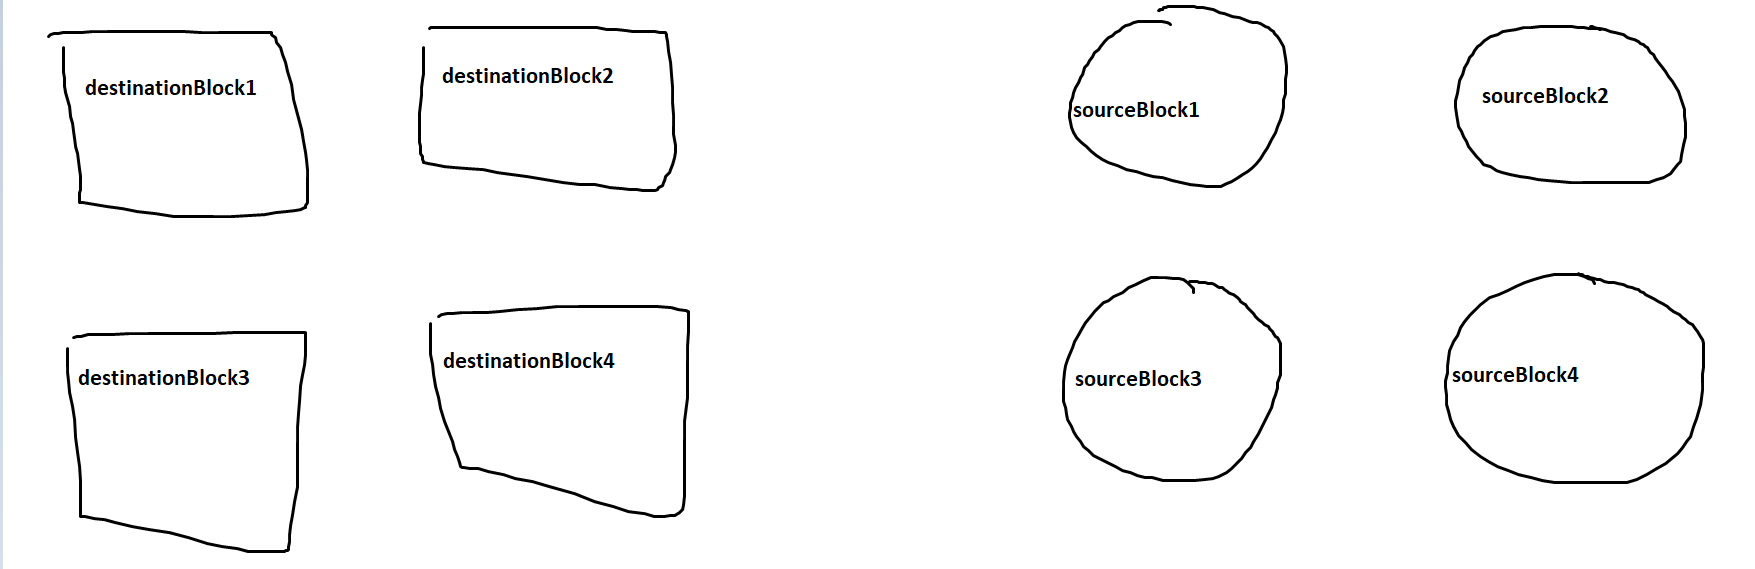 destinationBlock1
destinationBlock2
sourceBlock1
sourceBlock2
destinationBlock3
destinationBlock4
sourceBlock3
sourceBlock4